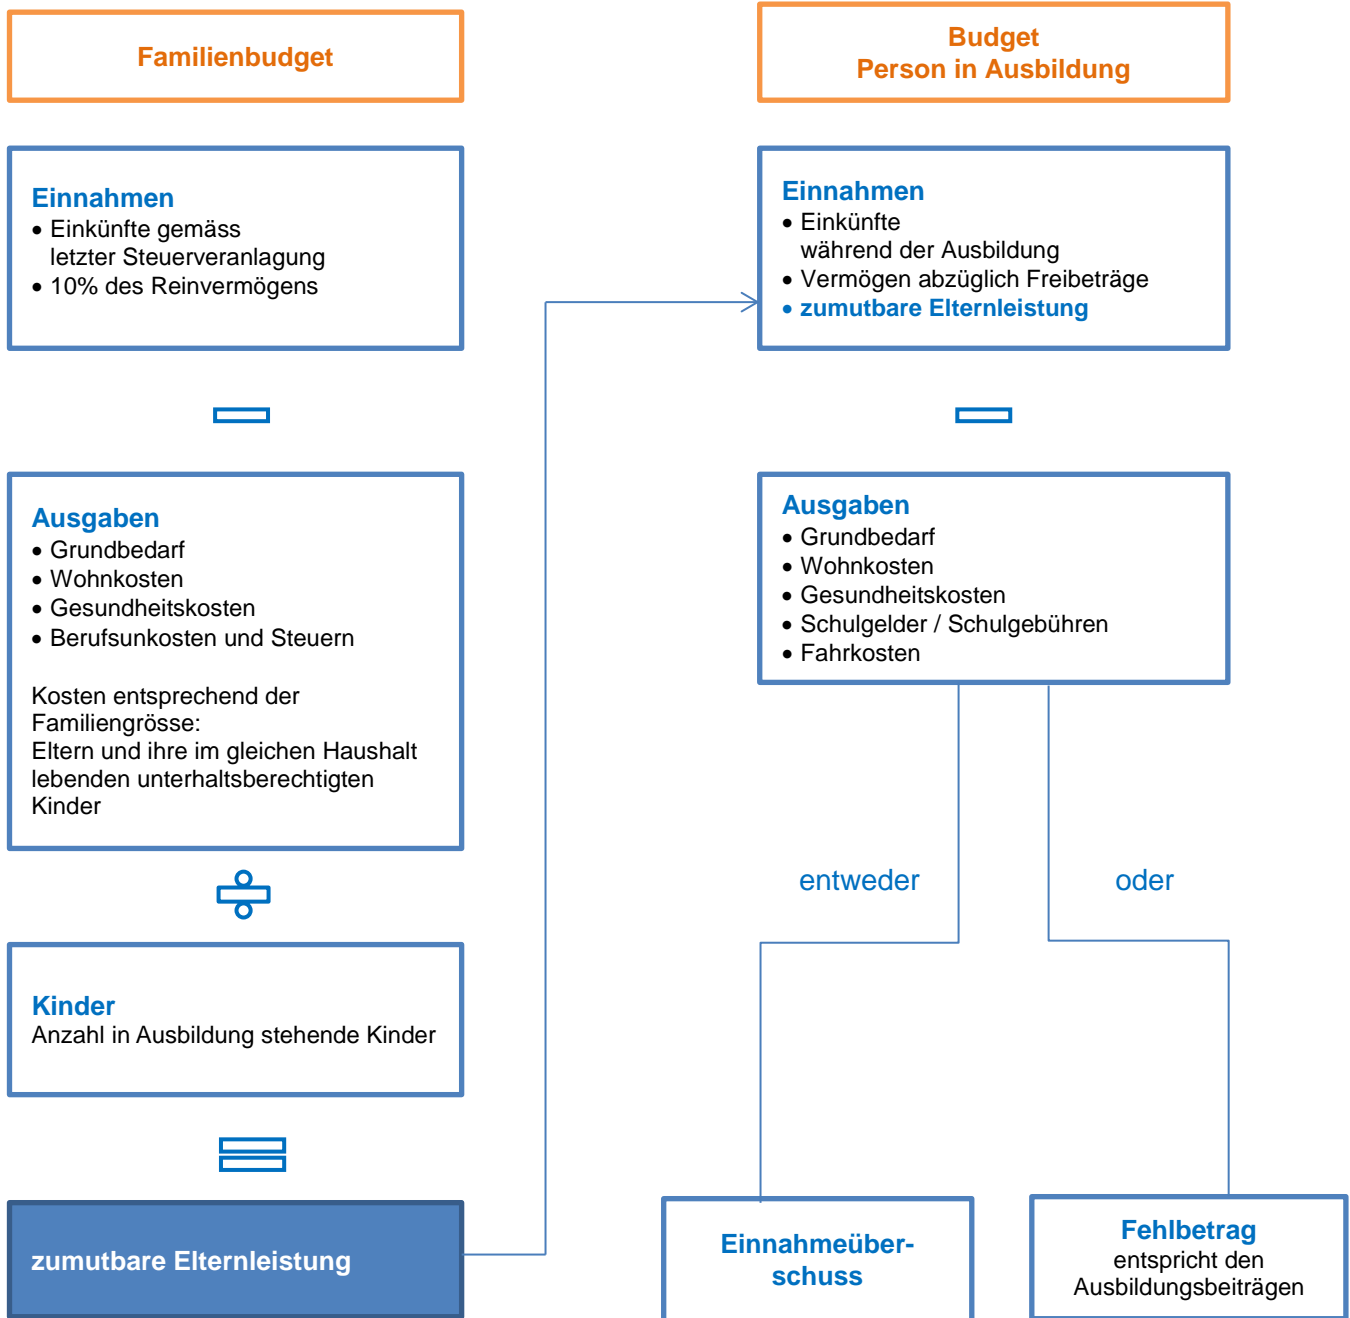 Familienbudget
Einnahmen
• Einkünfte gemäss
letzter Steuerveranlagung
• 10% des Reinvermögens
Ausgaben
• Grundbedarf
• Wohnkosten
• Gesundheitskosten
• Berufsunkosten und Steuern
Kosten entsprechend der
Familiengrösse:
Eltern und ihre im gleichen Haushalt
lebenden unterhaltsberechtigten
Kinder
Kinder
Anzahl in Ausbildung stehende Kinder
zumutbare Elternleistung
Budget
Person in Ausbildung
Einnahmen
• Einkünfte
während der Ausbildung
• Vermögen abzüglich Freibeträge
• zumutbare Elternleistung
Ausgaben
• Grundbedarf
• Wohnkosten
• Gesundheitskosten
• Schulgelder / Schulgebühren
• Fahrkosten
entweder
oder
Einnahmeüber-
schuss
Fehlbetrag
entspricht den
Ausbildungsbeiträgen